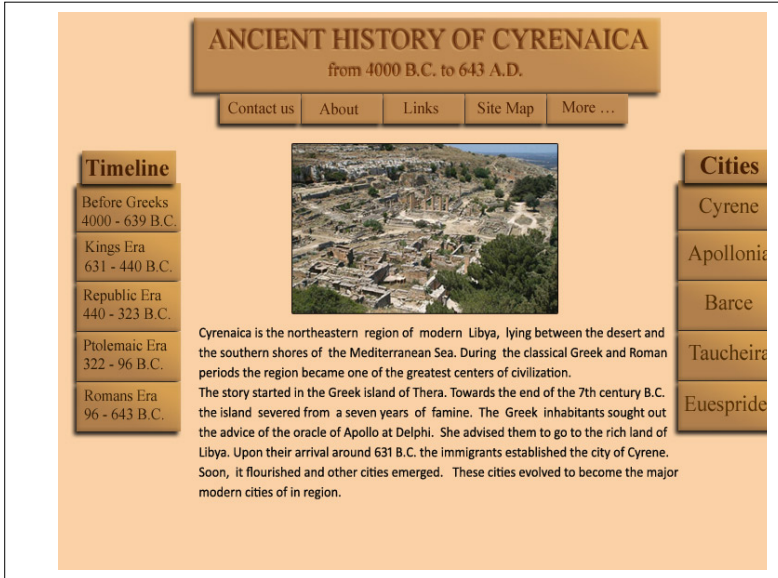 ANCIENT HISTORY OF CYRENAICA
from 4000 B.C. to 643 A.D.
Contact us
About
Links
Site Map
More ...
Timeline
Before Greeks
4000 - 639 B.C.
Kings Era
631 - 440 B.C.
Republic Era
440 - 323 B.C.
Ptolemaic Era
322 - 96 B.C.
Romans Era
96 - 643 B.C.
Cyrenaica is the northeastern region of modern Libya, lying between the desert and
the southern shores of the Mediterranean Sea. During the classical Greek and Roman
periods the region became one of the greatest centers of civilization.
The story started in the Greek island of Thera. Towards the end of the 7th century B.C.
the island severed from a seven years of famine. The Greek inhabitants sought out
the advice of the oracle of Apollo at Delphi. She advised them to go to the rich land of
Libya. Upon their arrival around 631 B.C. the immigrants established the city of Cyrene.
Soon, it flourished and other cities emerged. These cities evolved to become the major
modern cities of in region.
Cities
Cyrene
Apollonia
Barce
Taucheira
Euespride